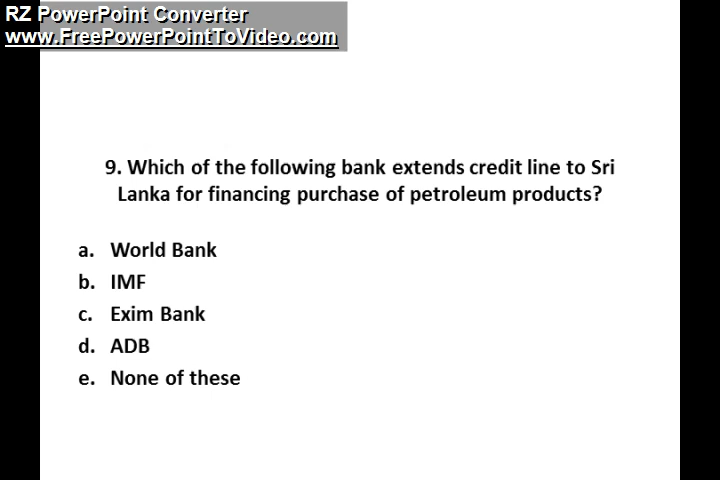 RZ PowerPoint Converter
www.FreePowerPointToVideo.com
9. Which of the following bank extends credit line to Sri
Lanka for financing purchase of petroleum products?
a. World Bank
b. IMF
c. Exim Bank
d. ADB
e. None of these